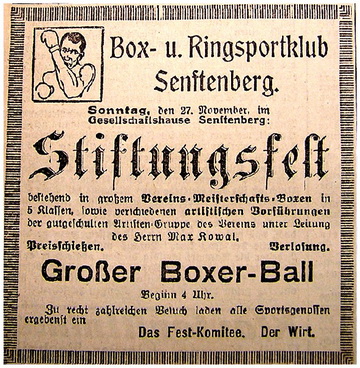 Box- u. Ringsportklub
Senftenberg.
Sonntag, den 27. November, im
Gesellschaftshause Senftenberg:
Stiftungsfest
bestehend in großem Vereins-Meisterschafts-Boxen in
5 Klassen, sowie verschiedenen artistischen Vorführungen
der gutgeschulten Artisten-Gruppe des Vereins unter Leitung
des Herrn Max Kowal.
Preisschießen. Verlosung.
Großer Boxer-Ball
Beginn 4 Uhr.
Zu recht zahlreichen Besuch laden alle Sportsgenossen
ergebenst ein
Das Fest-Komitee. Der Wirt.